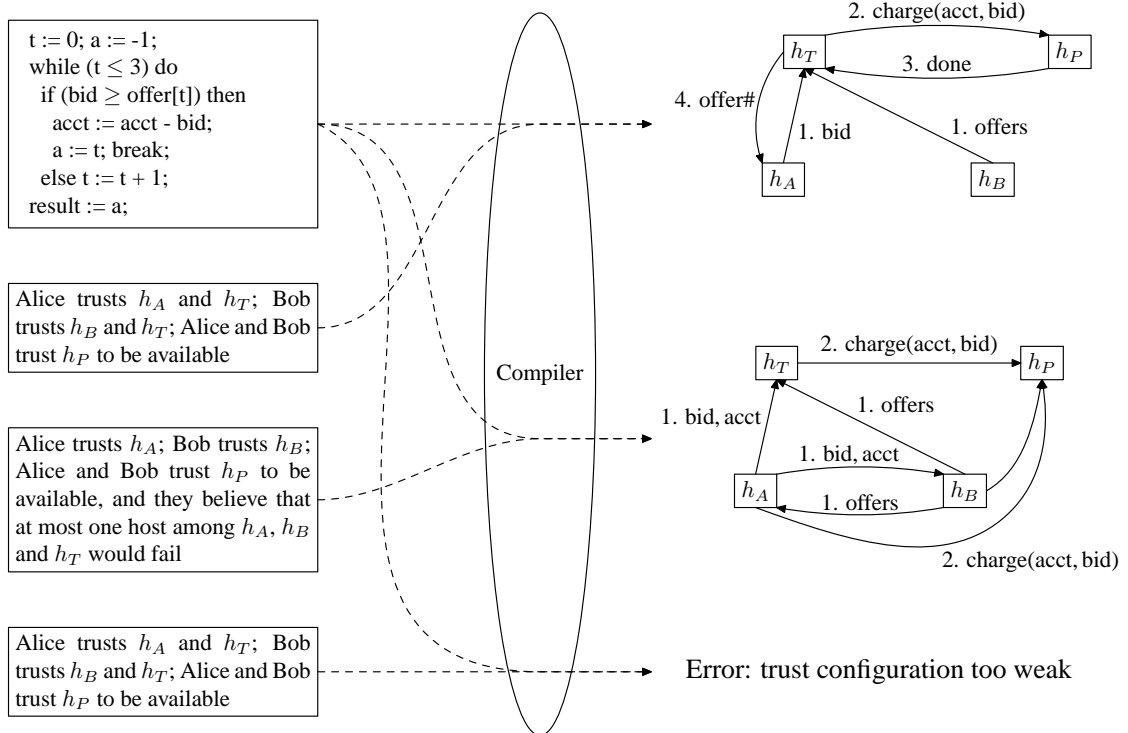 t := 0; a := -1;
while (t ≤ 3) do
if (bid ≥ offer[t]) then
acct := acct - bid;
a := t; break;
else t := t + 1;
result := a;
Alice trusts h_A and h_T; Bob
trusts h_B and h_T; Alice and Bob
trust h_P to be available
Alice trusts h_A; Bob trusts h_B;
Alice and Bob trust h_P to be
available, and they believe that
at most one host among h_A, h_B
and h_T would fail
Alice trusts h_A and h_T; Bob
trusts h_B and h_T; Alice and Bob
trust h_P to be available
Compiler
2. charge(acct, bid)
h_T
h_P
3. done
4. offer#
1. bid
1. offers
h_A
h_B
2. charge(acct, bid)
h_T
h_P
1. bid, acct
1. offers
1. bid, acct
h_A
h_B
1. offers
2. charge(acct, bid)
Error: trust configuration too weak